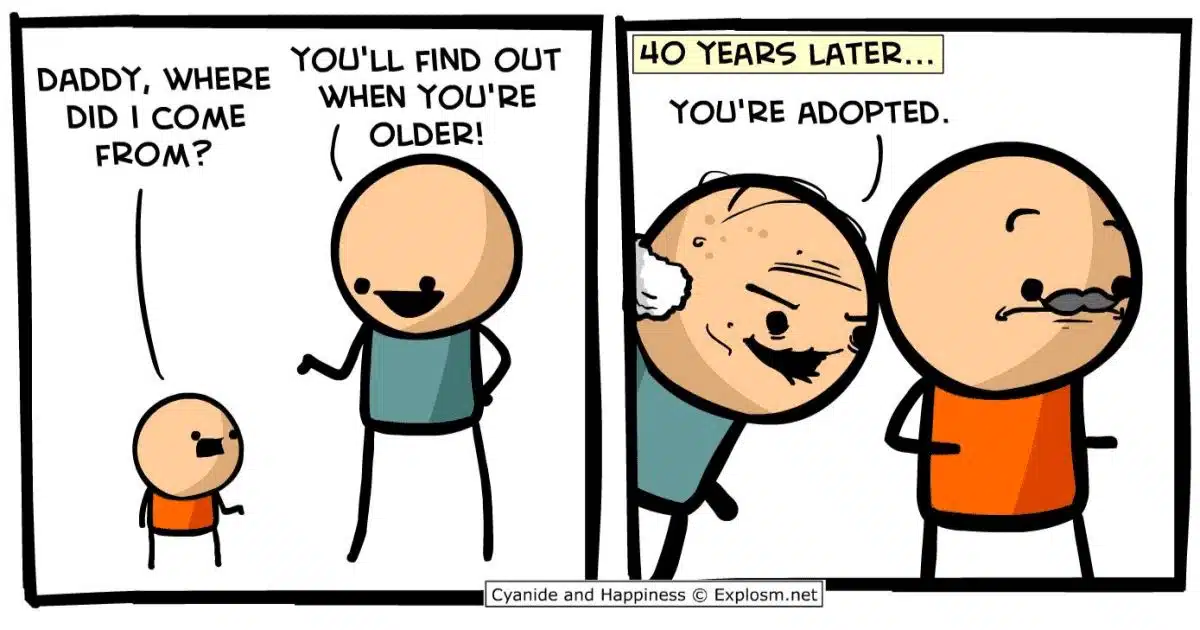 DADDY, WHERE
DID I COME
FROM?
YOU'LL FIND OUT
WHEN YOU'RE
OLDER!
40 YEARS LATER...
YOU'RE ADOPTED.
Cyanide and Happiness © Explosm.net